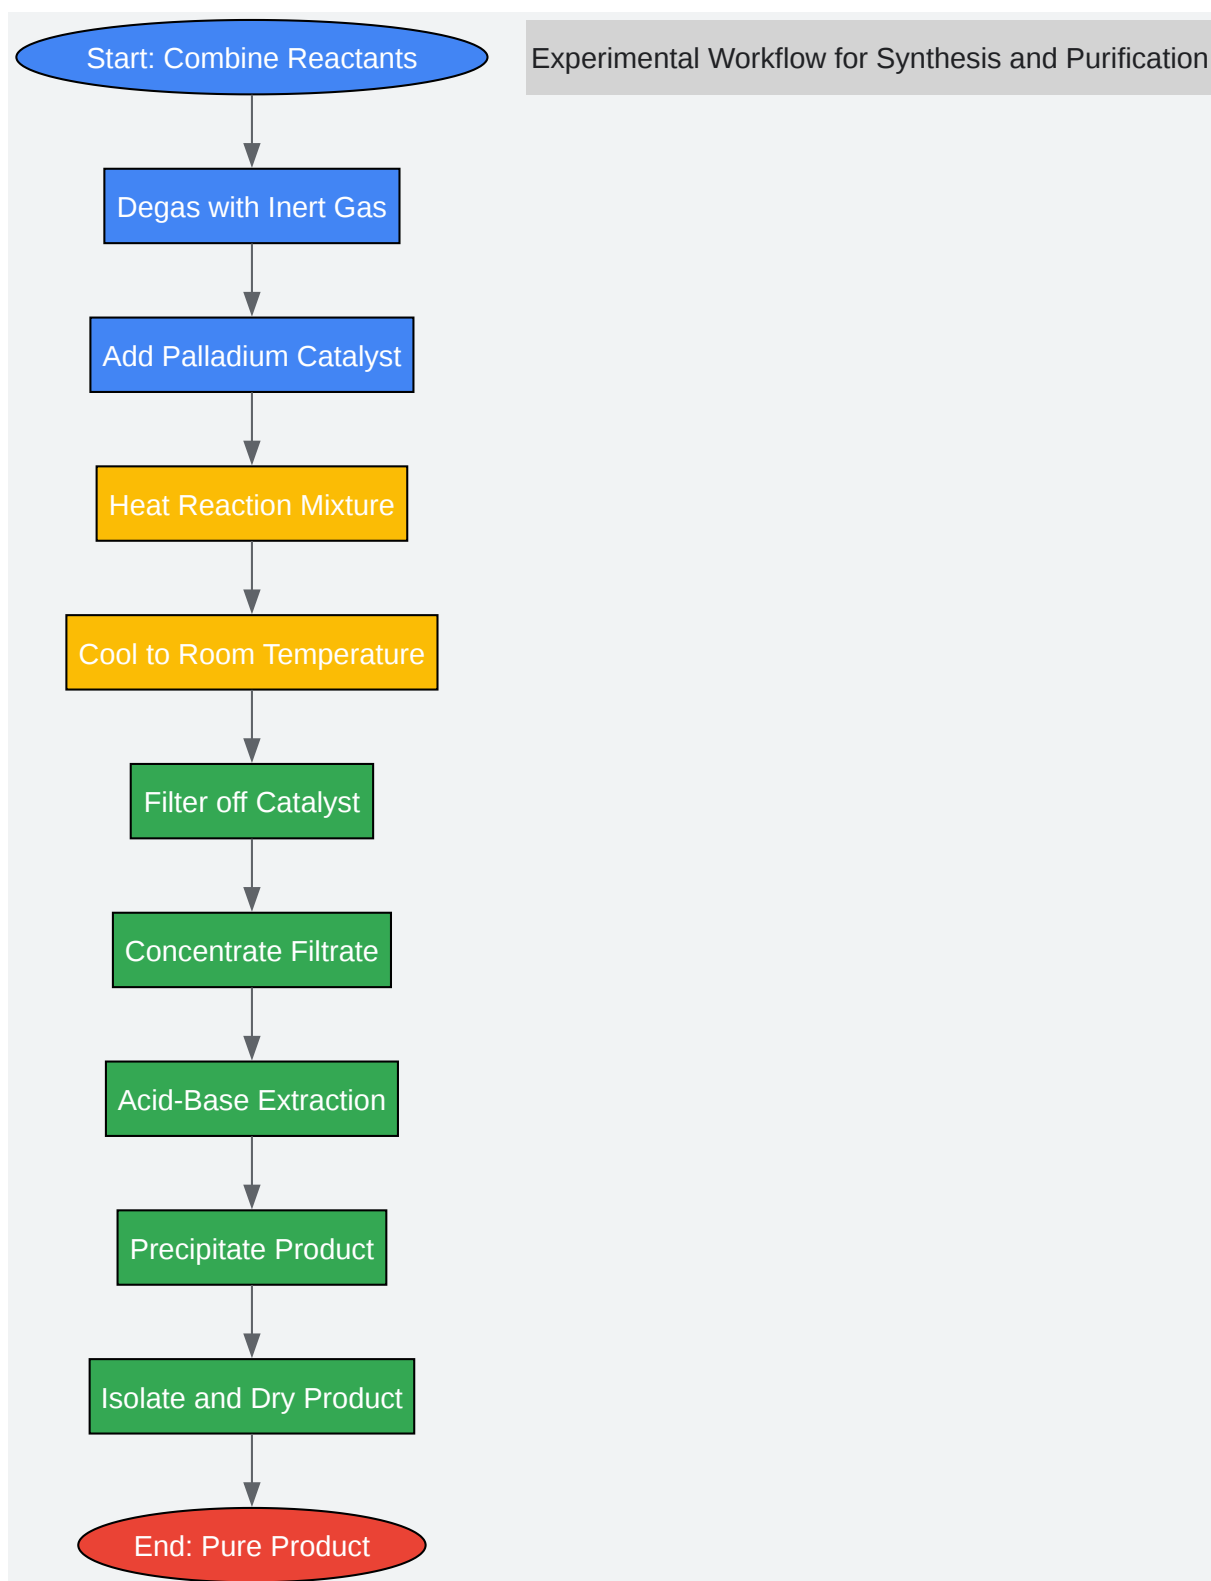 Start: Combine Reactants
Experimental Workflow for Synthesis and Purification
Degas with Inert Gas
Add Palladium Catalyst
Heat Reaction Mixture
Cool to Room Temperature
Filter off Catalyst
Concentrate Filtrate
Acid-Base Extraction
Precipitate Product
Isolate and Dry Product
End: Pure Product